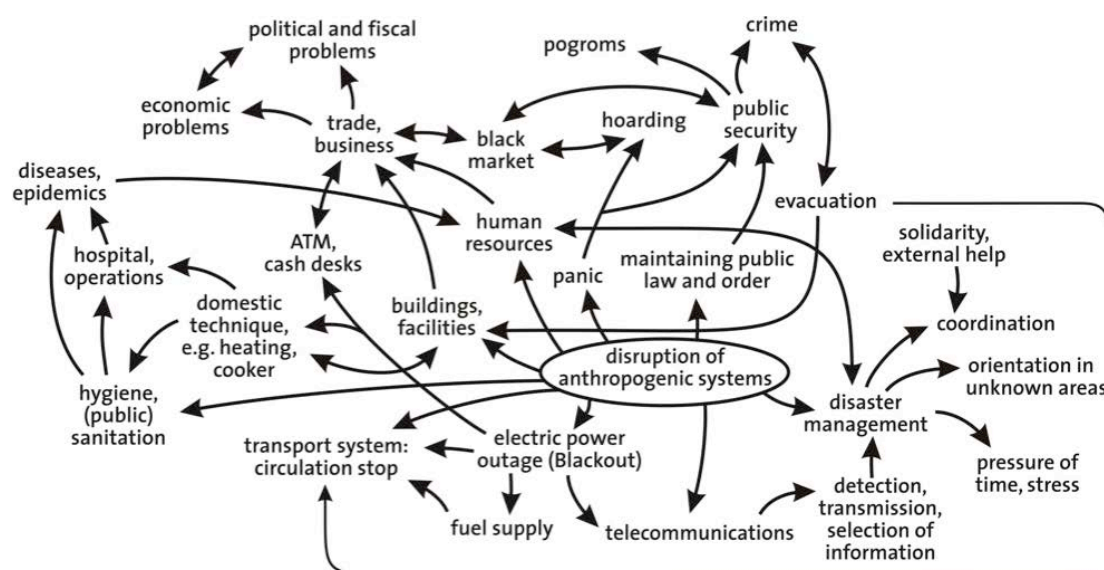 crime
political and fiscal
problems
pogroms
economic
problems
trade,
business
black
market
hoarding
public
security
diseases,
epidemics
evacuation
human
resources
solidarity,
external help
hospital,
operations
ATM,
cash desks
panic
maintaining public
law and order
domestic
technique,
e.g. heating,
cooker
buildings,
facilities
coordination
disruption of
anthropogenic systems
orientation in
unknown areas
hygiene,
(public)
sanitation
disaster
management
transport system:
circulation stop
electric power
outage (Blackout)
pressure of
time, stress
fuel supply
telecommunications
detection,
transmission,
selection of
information